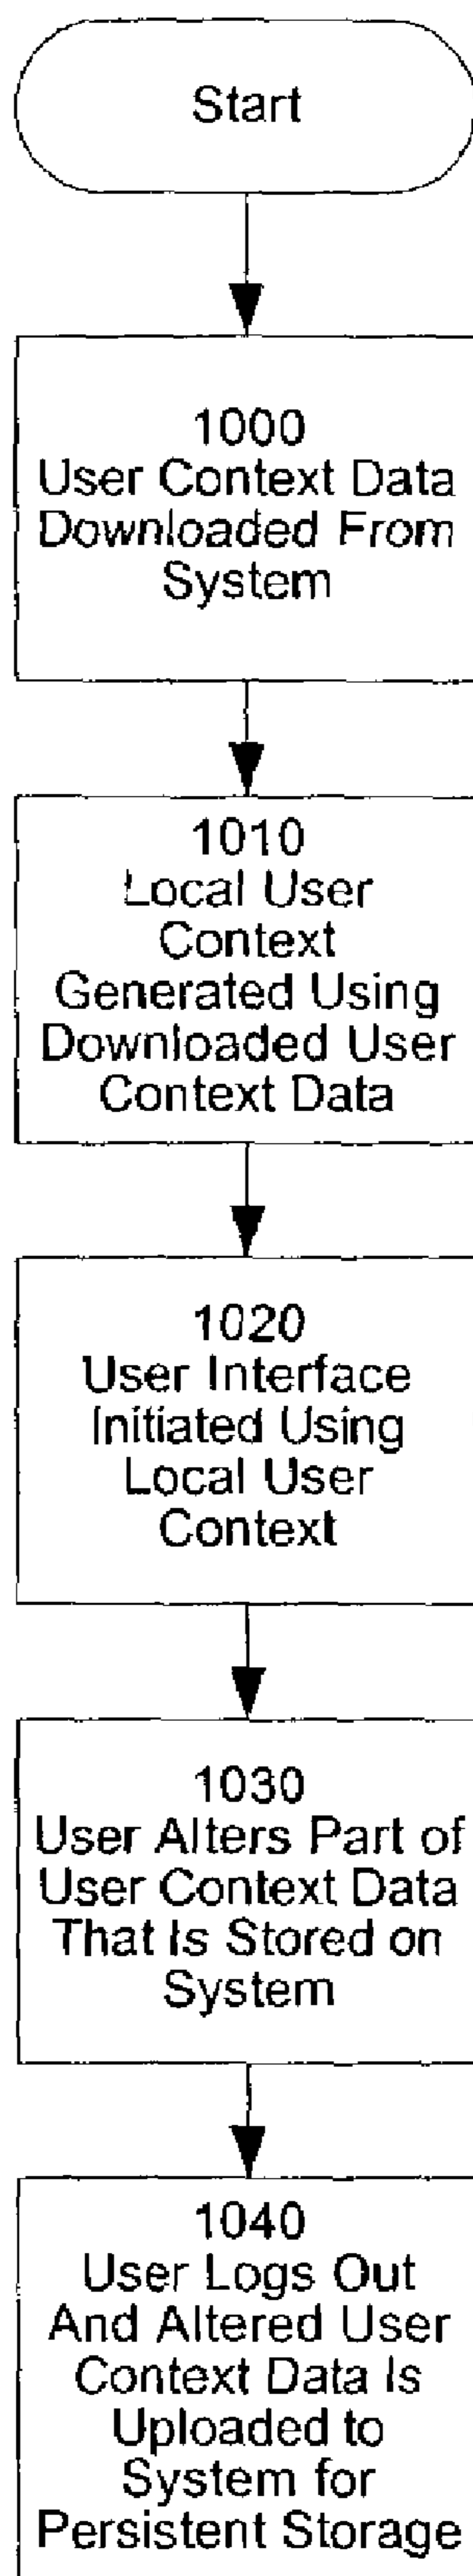 Start
1000
User Context Data
Downloaded From
System
1010
Local User
Context
Generated Using
Downloaded User
Context Data
1020
User Interface
Initiated Using
Local User
Context
1030
User Alters Part of
User Context Data
That Is Stored on
System
1040
User Logs Out
And Altered User
Context Data Is
Uploaded to
System for
Persistent Storage